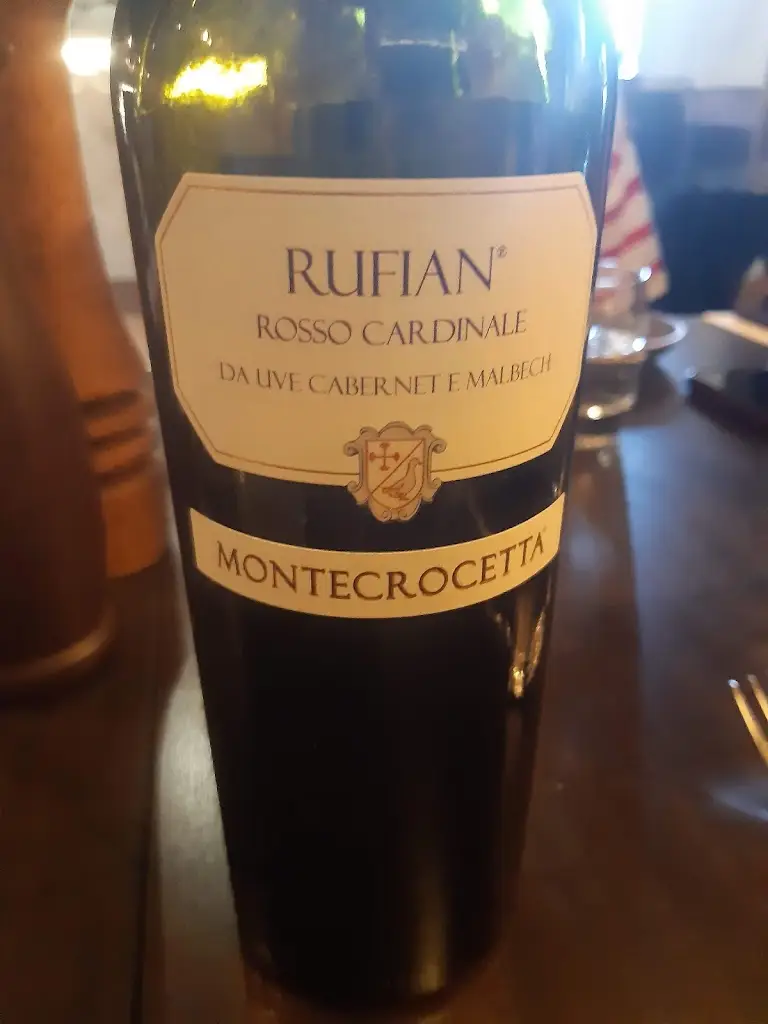 RUFIAN®
ROSSO CARDINALE
DA UVE CABERNET E MALBECH
MONTECROCETTA